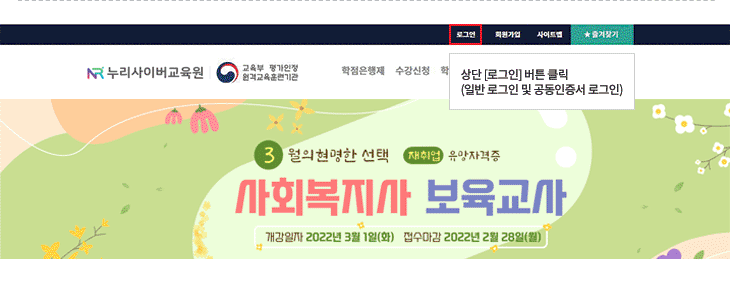 로그인 회원가입 사이트맵 ★ 즐겨찾기
NR 누리사이버교육원 교육부 평가인정
원격교육훈련기관
학점은행제 수강신청 학
상단 [로그인] 버튼 클릭
(일반 로그인 및 공동인증서 로그인)
3 월의현명한 선택 재취업 유망자격증
사회복지사 보육교사
개강일자 2022년 3월 1일(화) 접수마감 2022년 2월 28일(월)